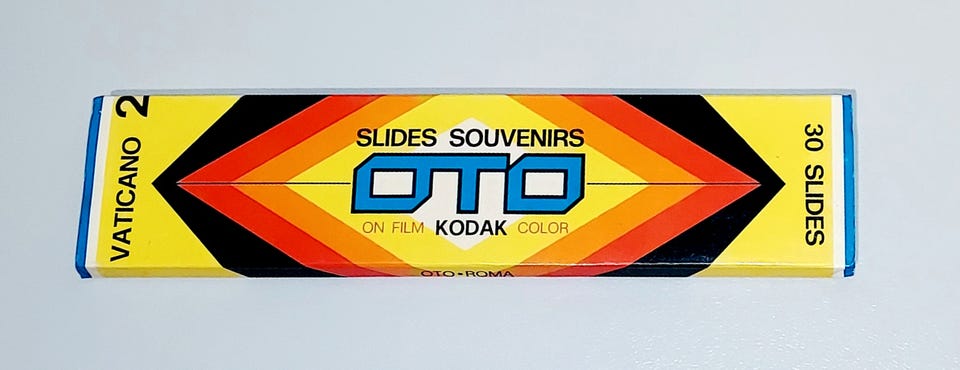 VATICANO 2
SLIDES SOUVENIRS
OTO
ON FILM KODAK COLOR
OTO•ROMA
30 SLIDES